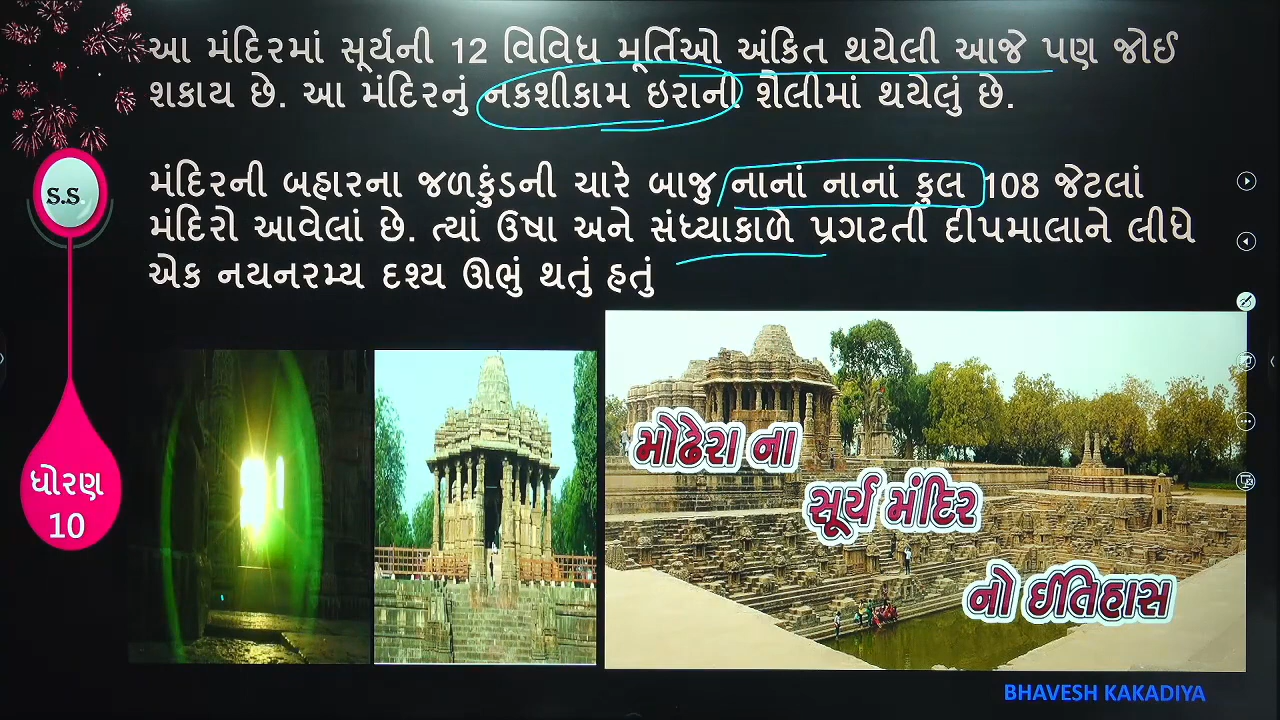 આ મંદિરમાં સૂર્યની 12 વિવિધ મૂર્તિઓ અંકિત થયેલી આજે પણ જોઈ
શકાય છે. આ મંદિરનું નકશીકામ ઇરાની શૈલીમાં થયેલું છે.
મંદિરની બહારના જળકુંડની ચારે બાજુ નાનાં નાનાં કુલ 108 જેટલાં
મંદિરો આવેલાં છે. ત્યાં ઉષા અને સંધ્યાકાળે પ્રગટતી દીપમાલાને લીધે
એક નયનરમ્ય દશ્ય ઊભું થતું હતું
S.S.
ધોરણ
10
મોઢેરા ના
સૂર્ય મંદિર
નો ઈતિહાસ
BHAVESH KAKADIYA